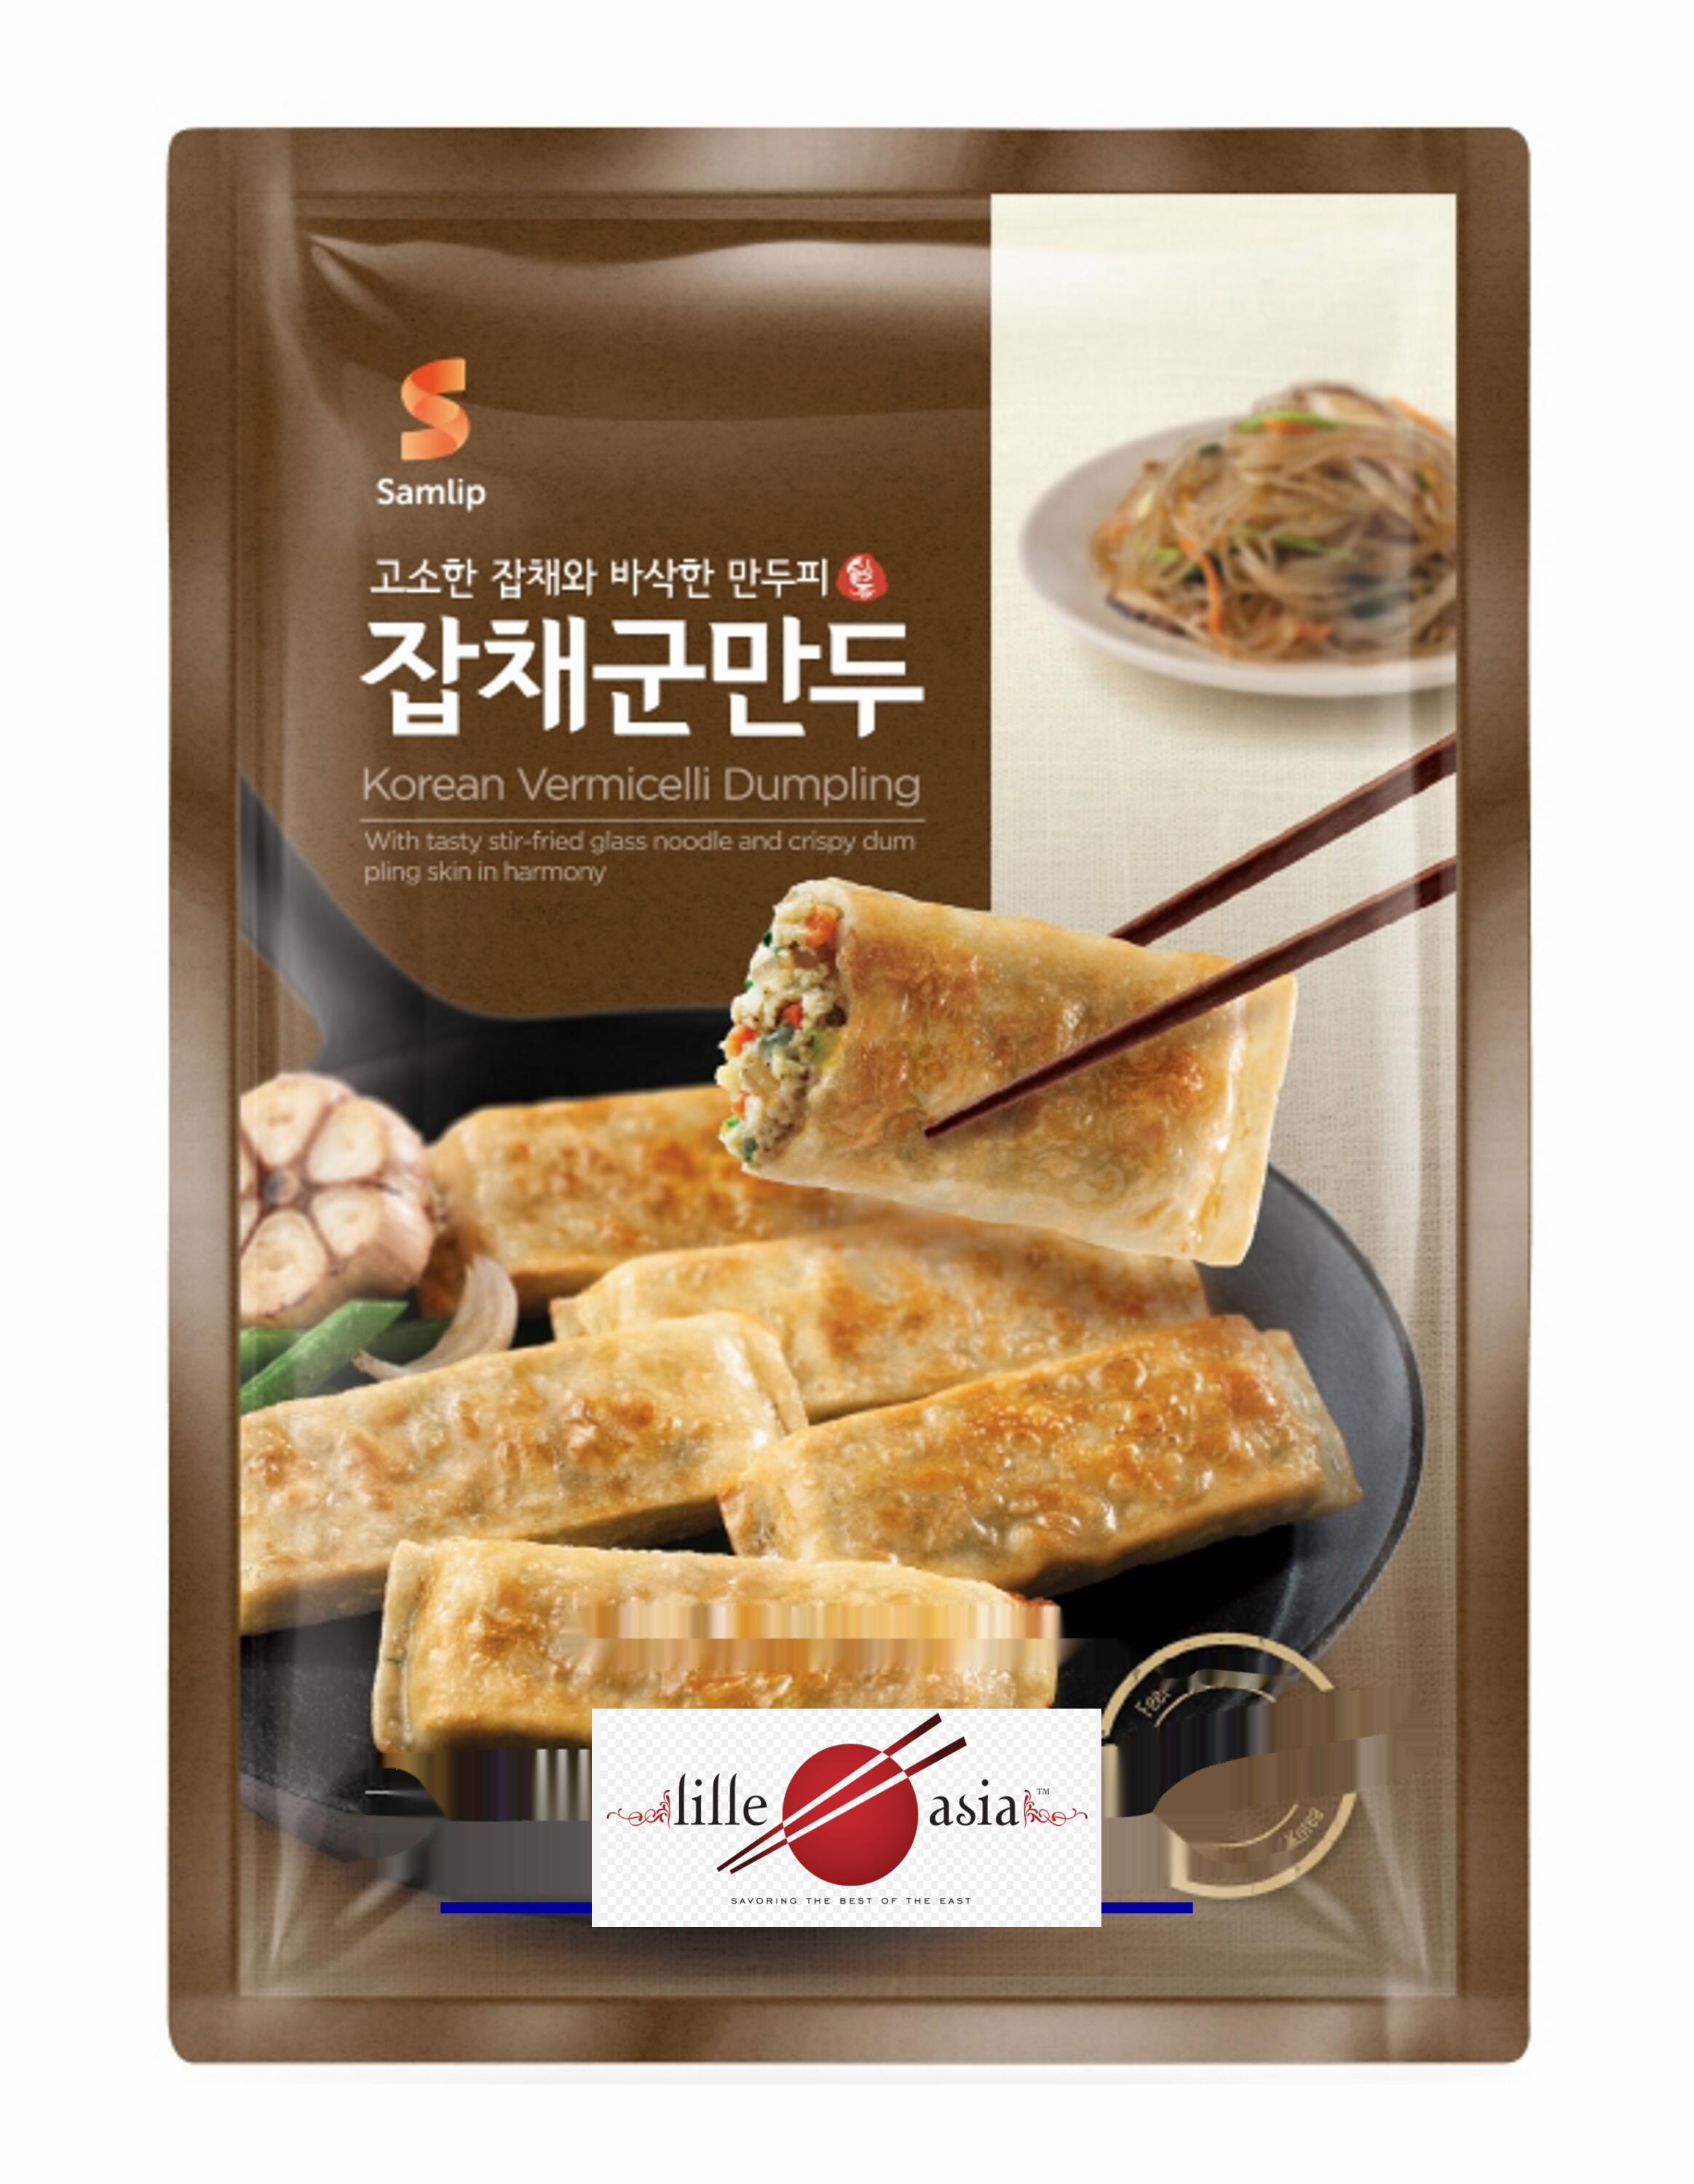 Samlip
고소한 잡채와 바삭한 만두피
잡채군만두
Korean Vermicelli Dumpling
With tasty stir-fried glass noodle and crispy dum
pling skin in harmony
Korea
lille asia™
SAVORING THE BEST OF THE EAST